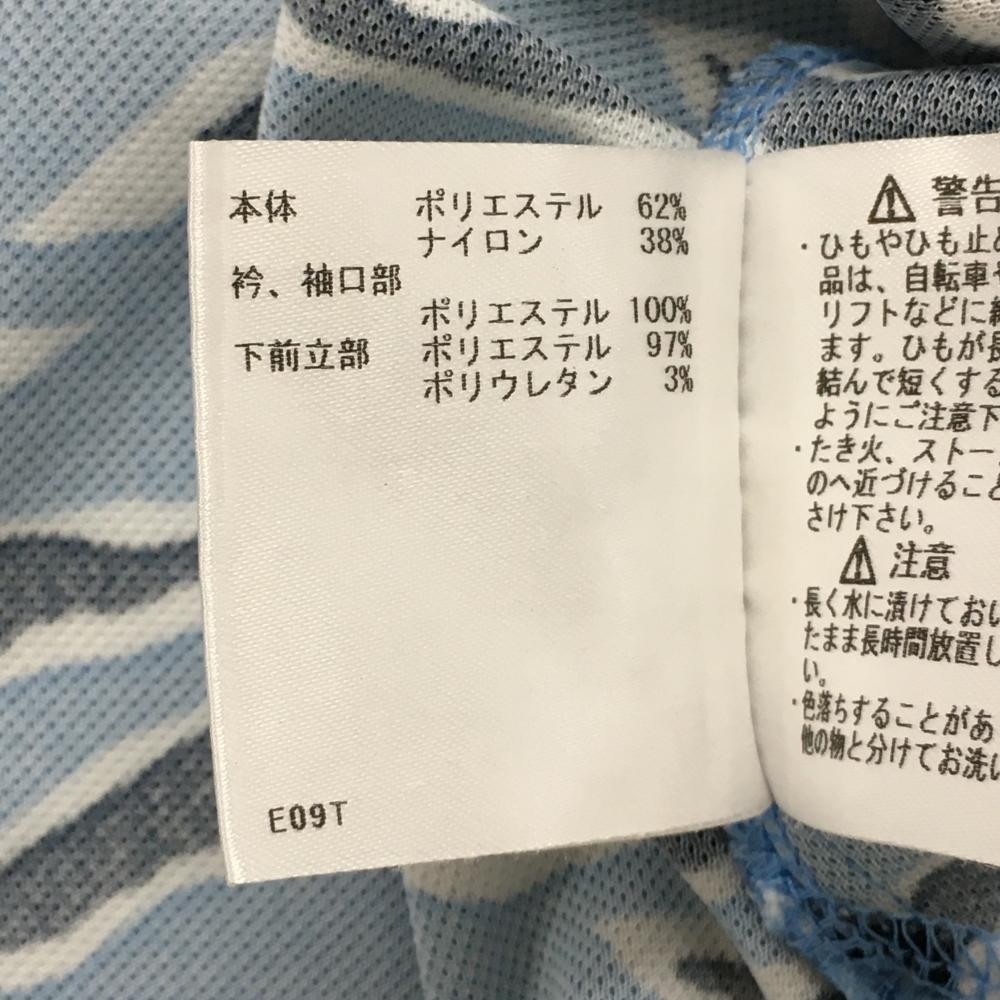 本体 ポリエステル 62%
ナイロン 38%
衿、袖口部
ポリエステル 100%
下前立部 ポリエステル 97%
ポリウレタン 3%
E09T
警告
・ひもやひも止
品は、自転車
リフトなどに
ます。ひもが長
結んで短くする
ようにご注意下
・たき火、ストー
のへ近づけること
さけ下さい。
注意
・長く水に漬けておい
たまま長時間放置し
い。
・色落ちすることがあ
他の物と分けてお洗い